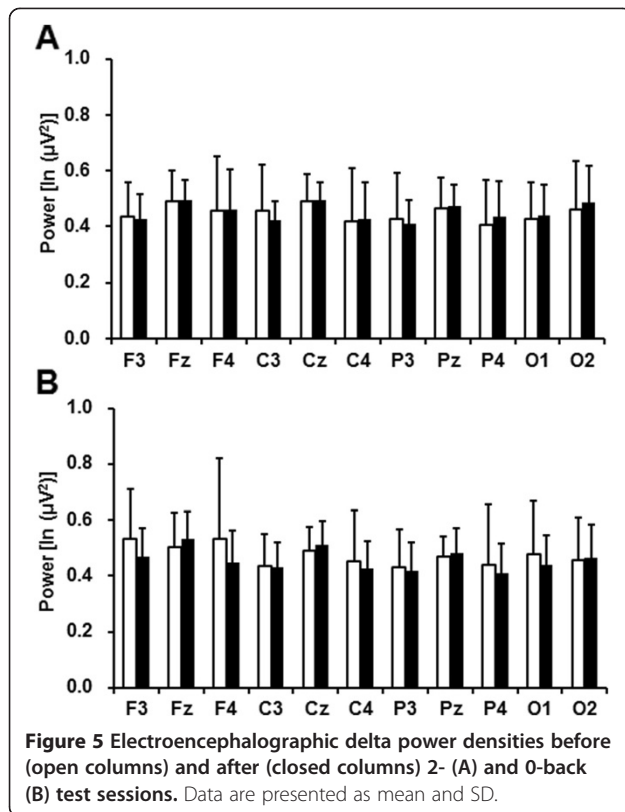 A
Power [ln (µV²)]
1.0
0.8
0.6
0.4
0.2
0.0
F3 Fz F4 C3 Cz C4 P3 Pz P4 O1 O2
B
Power [ln (µV²)]
1.0
0.8
0.6
0.4
0.2
0.0
F3 Fz F4 C3 Cz C4 P3 Pz P4 O1 O2
Figure 5 Electroencephalographic delta power densities before
(open columns) and after (closed columns) 2- (A) and 0-back
(B) test sessions. Data are presented as mean and SD.